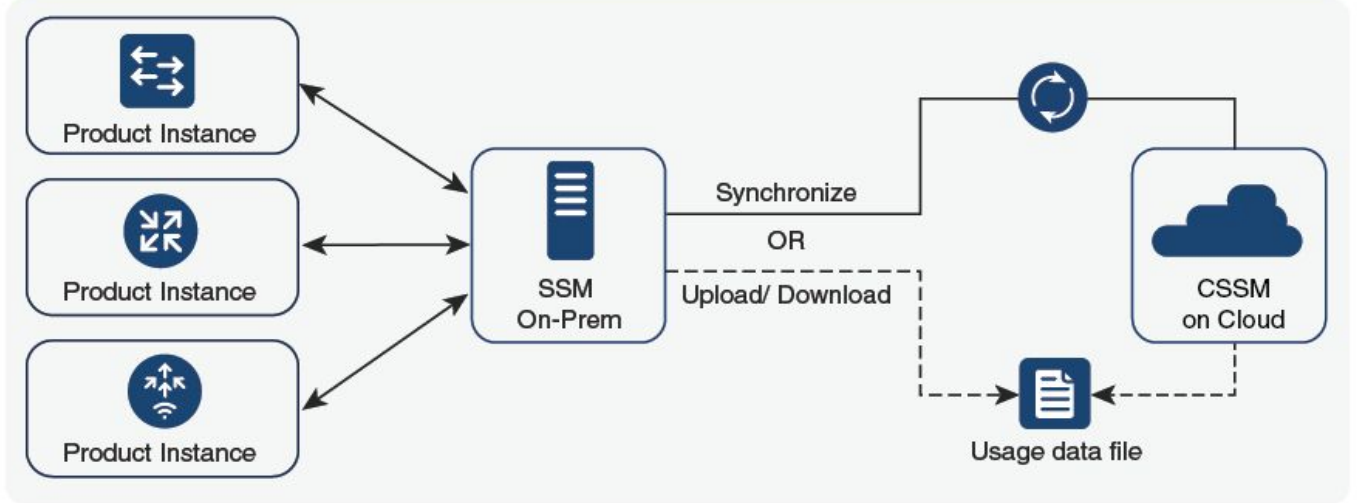 Product Instance
Product Instance
Product Instance
SSM
On-Prem
Synchronize
OR
Upload/ Download
CSSM
on Cloud
Usage data file